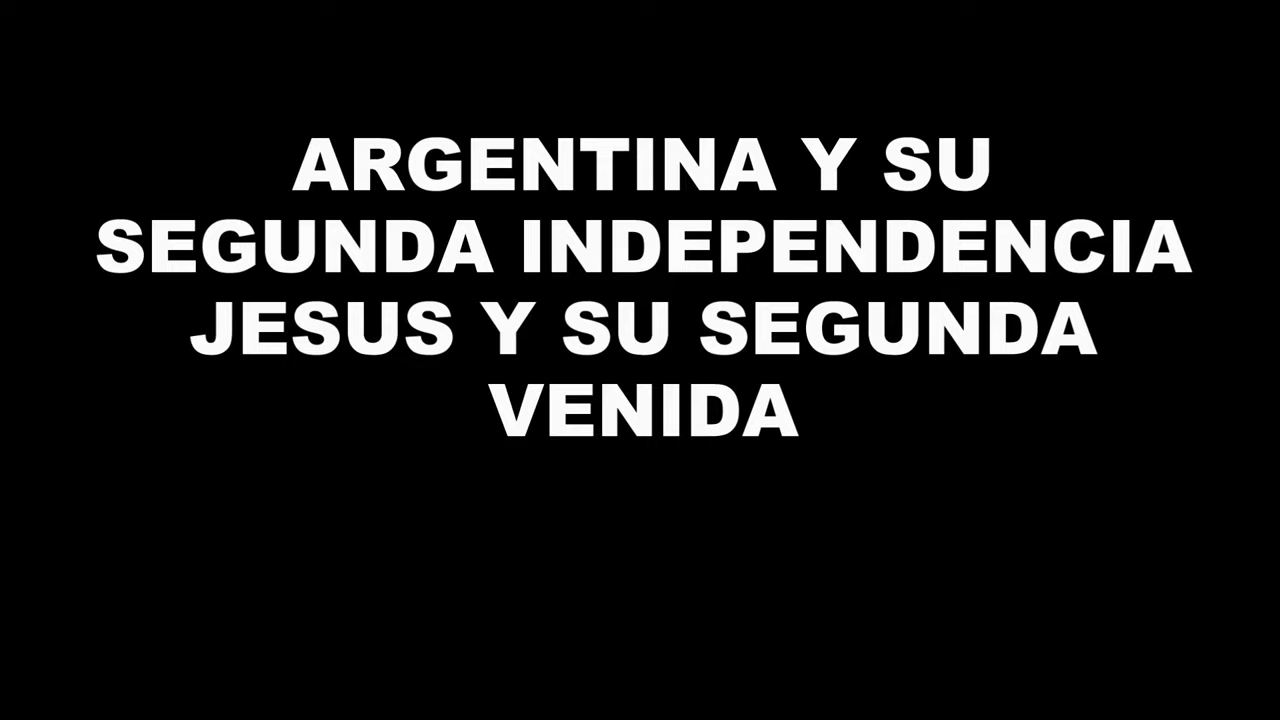 ARGENTINA Y SU
SEGUNDA INDEPENDENCIA
JESUS Y SU SEGUNDA
VENIDA